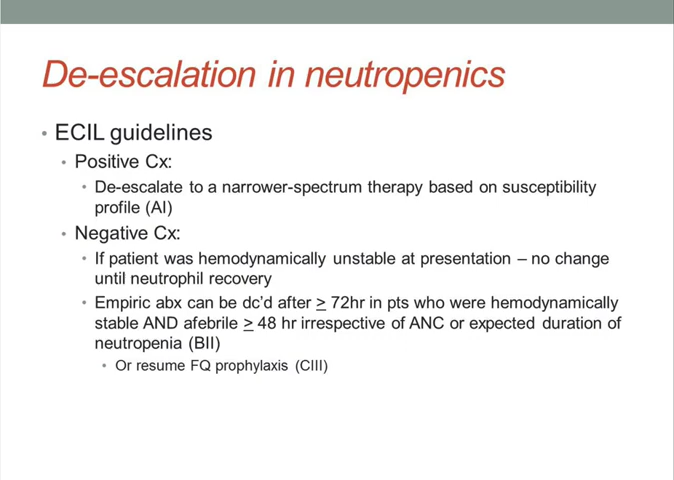 De-escalation in neutropenics
• ECIL guidelines
• Positive Cx:
• De-escalate to a narrower-spectrum therapy based on susceptibility
profile (AI)
• Negative Cx:
• If patient was hemodynamically unstable at presentation – no change
until neutrophil recovery
• Empiric abx can be dc'd after ≥ 72hr in pts who were hemodynamically
stable AND afebrile ≥ 48 hr irrespective of ANC or expected duration of
neutropenia (BII)
• Or resume FQ prophylaxis (CIII)